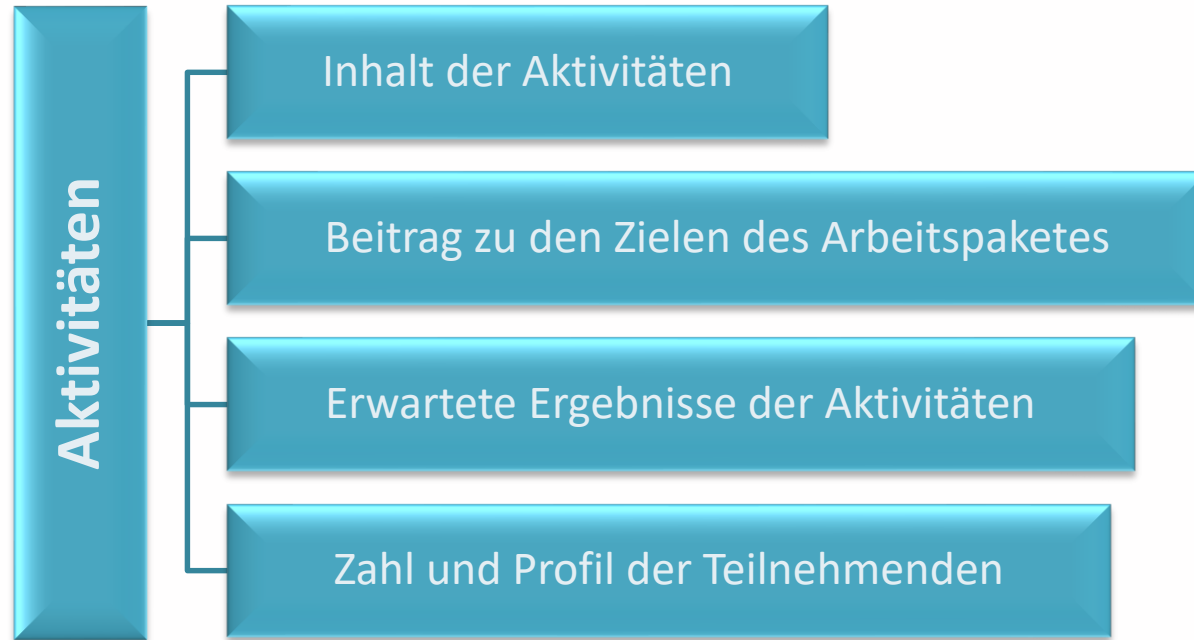 Aktivitäten
Inhalt der Aktivitäten
Beitrag zu den Zielen des Arbeitspaketes
Erwartete Ergebnisse der Aktivitäten
Zahl und Profil der Teilnehmenden